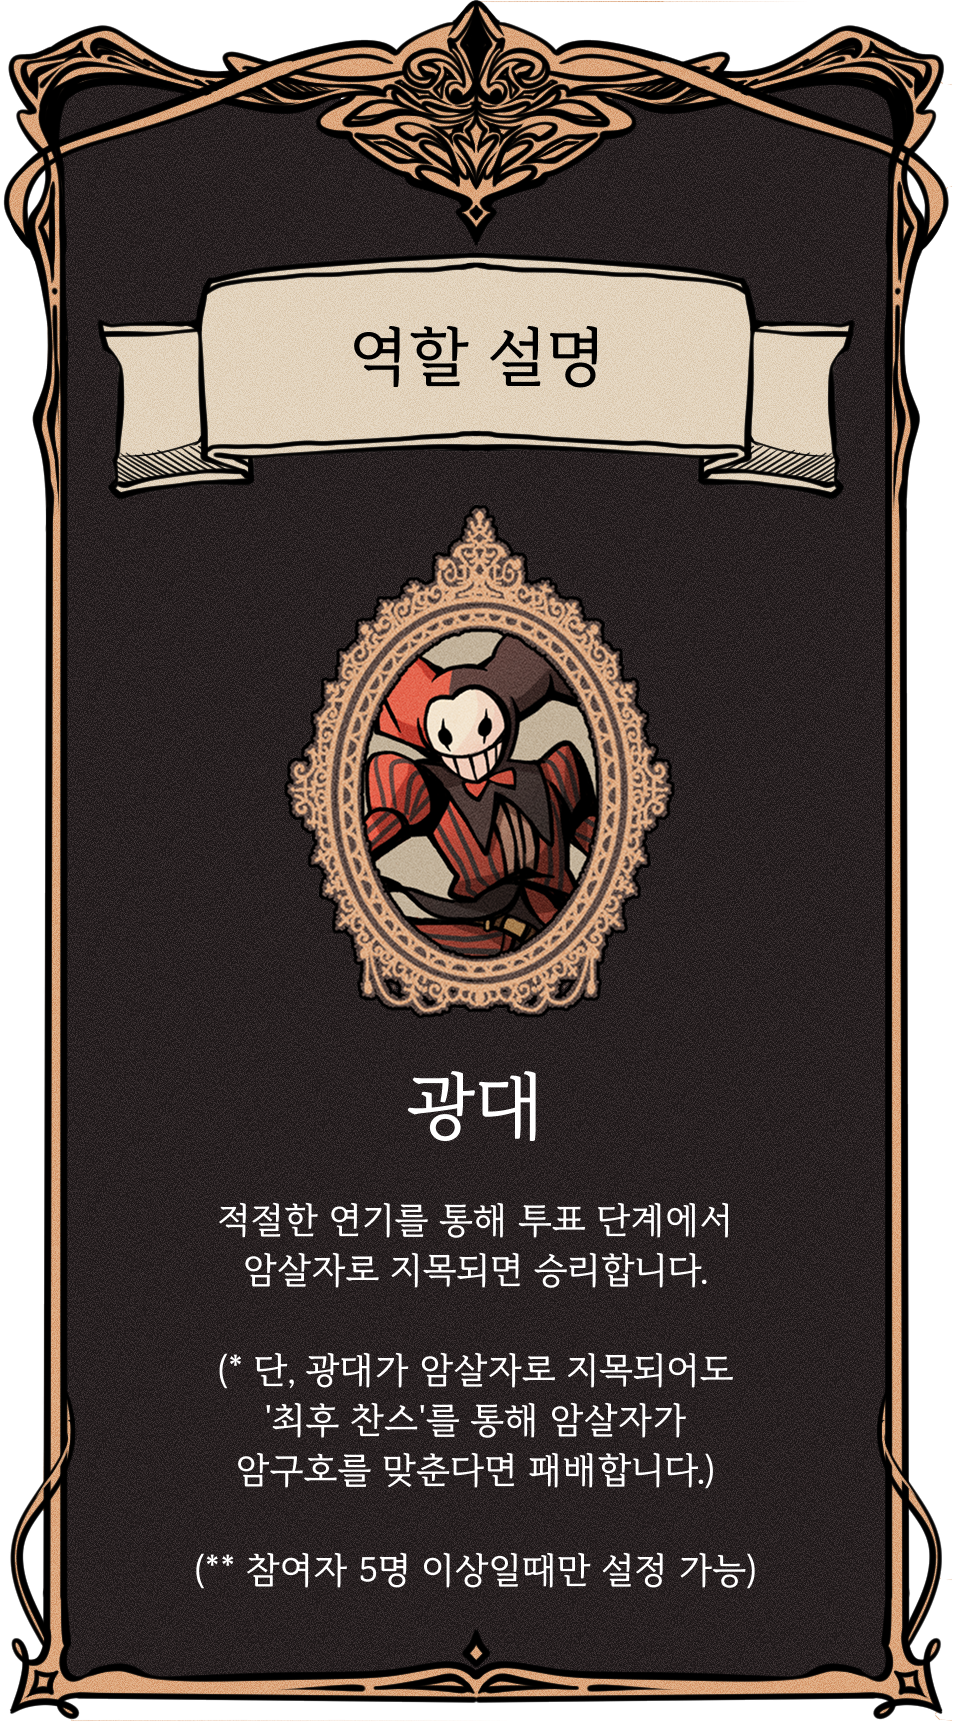 역할 설명
광대
적절한 연기를 통해 투표 단계에서
암살자로 지목되면 승리합니다.
(* 단, 광대가 암살자로 지목되어도
'최후 찬스'를 통해 암살자가
암구호를 맞춘다면 패배합니다.)
(** 참여자 5명 이상일때만 설정 가능)